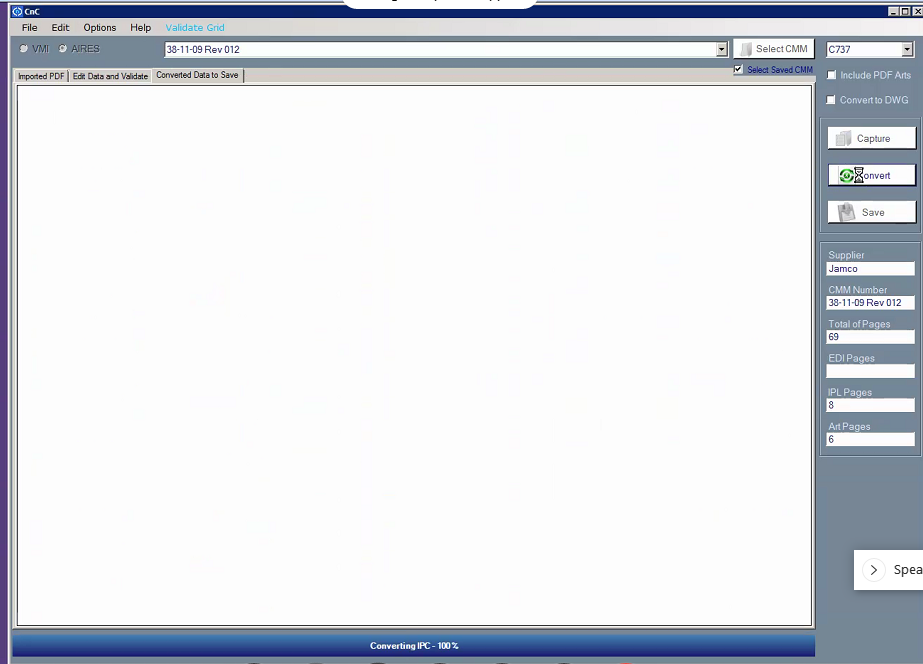 CnC
File Edit Options Help Validate Grid
VMI AIRES 38-11-09 Rev 012 Select CMM C737
Select Saved CMM
Imported PDF Edit Data and Validate Converted Data to Save
Include PDF Arts
Convert to DWG
Capture
onvert
Save
Supplier
Jamco
CMM Number
38-11-09 Rev 012
Total of Pages
69
EDI Pages
IPL Pages
8
Art Pages
6
Spea
Converting IPC - 100%